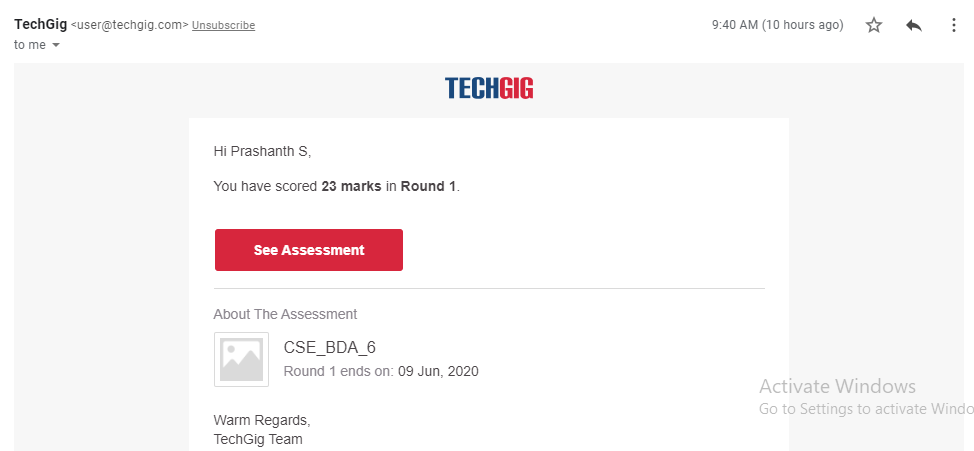 TechGig <user@techgig.com> Unsubscribe
9:40 AM (10 hours ago)
to me
TECHGIG
Hi Prashanth S,
You have scored 23 marks in Round 1.
See Assessment
About The Assessment
CSE_BDA_6
Round 1 ends on: 09 Jun, 2020
Warm Regards,
TechGig Team
Activate Windows
Go to Settings to activate